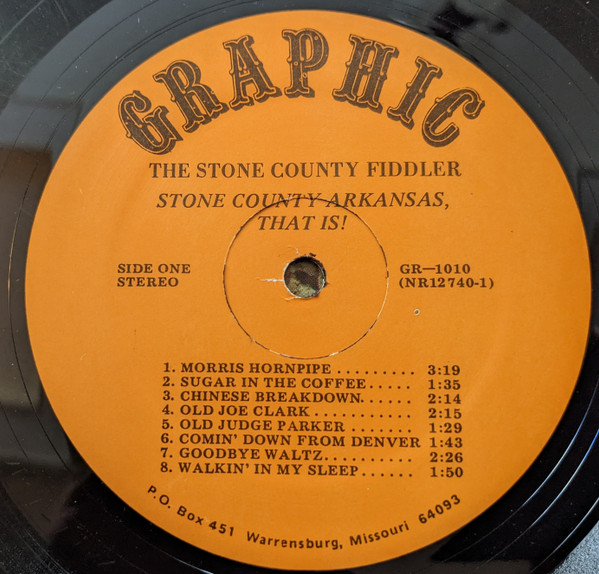 GRAPHIC
THE STONE COUNTY FIDDLER
STONE COUNTY ARKANSAS,
THAT IS!
SIDE ONE
STEREO
GR—1010
(NR12740-1)
1. MORRIS HORNPIPE ......... 3:19
2. SUGAR IN THE COFFEE..... 1:35
3. CHINESE BREAKDOWN...... 2:14
4. OLD JOE CLARK ........... 2:15
5. OLD JUDGE PARKER ....... 1:29
6. COMIN' DOWN FROM DENVER 1:43
7. GOODBYE WALTZ.......... 2:26
8. WALKIN' IN MY SLEEP...... 1:50
P.O. Box 451 Warrensburg, Missouri 64093